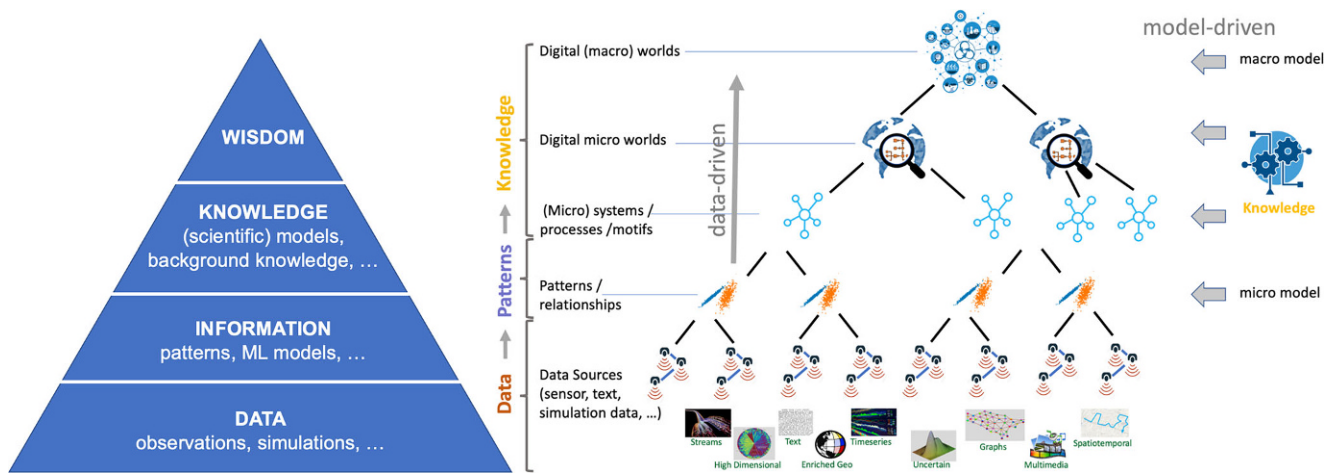 WISDOM
KNOWLEDGE
(scientific) models,
background knowledge, ...
INFORMATION
patterns, ML models, ...
DATA
observations, simulations, ...
Knowledge
Patterns
Data
Digital (macro) worlds
Digital micro worlds
(Micro) systems /
processes /motifs
Patterns /
relationships
Data Sources
(sensor, text,
simulation data, ...)
data-driven
model-driven
macro model
Knowledge
micro model
Streams
High Dimensional
Text
Enriched Geo
Timeseries
Uncertain
Graphs
Multimedia
Spatiotemporal